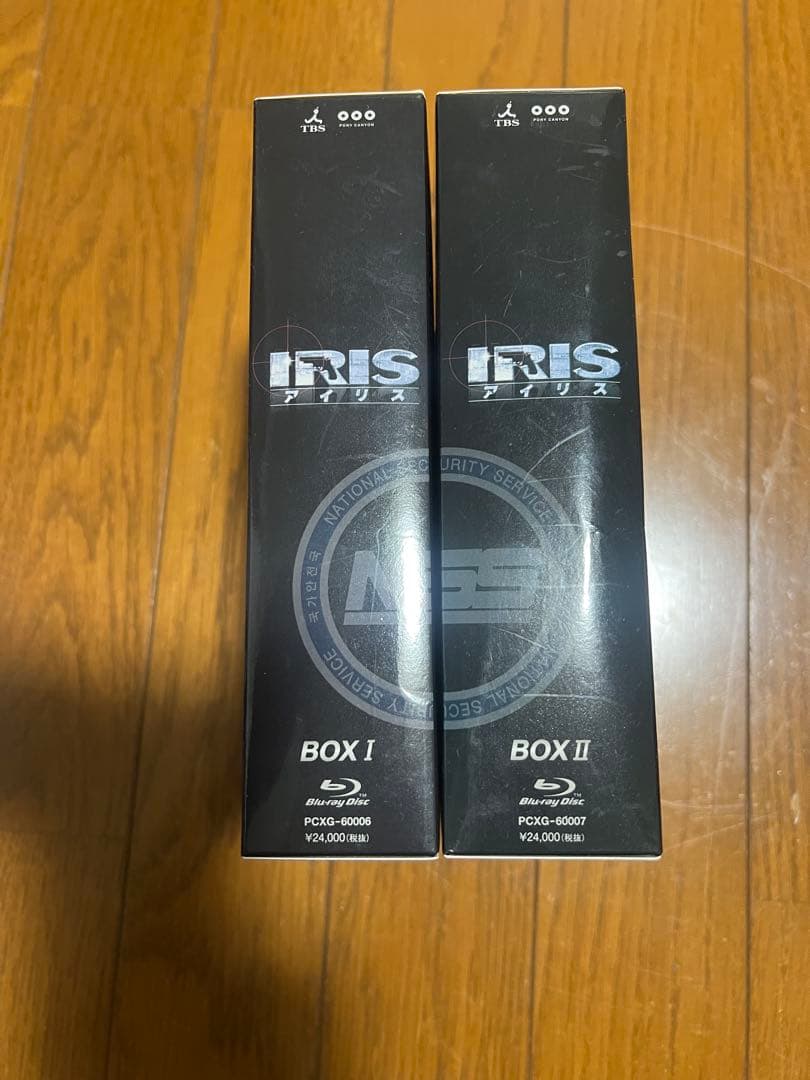 TBS
PONY CANYON
IRIS
アイリス
BOX I
Blu-ray Disc™
PCXG-60006
¥24,000(税抜)
TBS
PONY CANYON
IRIS
アイリス
BOX II
Blu-ray Disc™
PCXG-60007
¥24,000(税抜)
NATIONAL SECURITY SERVICE
국가안전국
NSS
NATIONAL SECURITY SERVICE